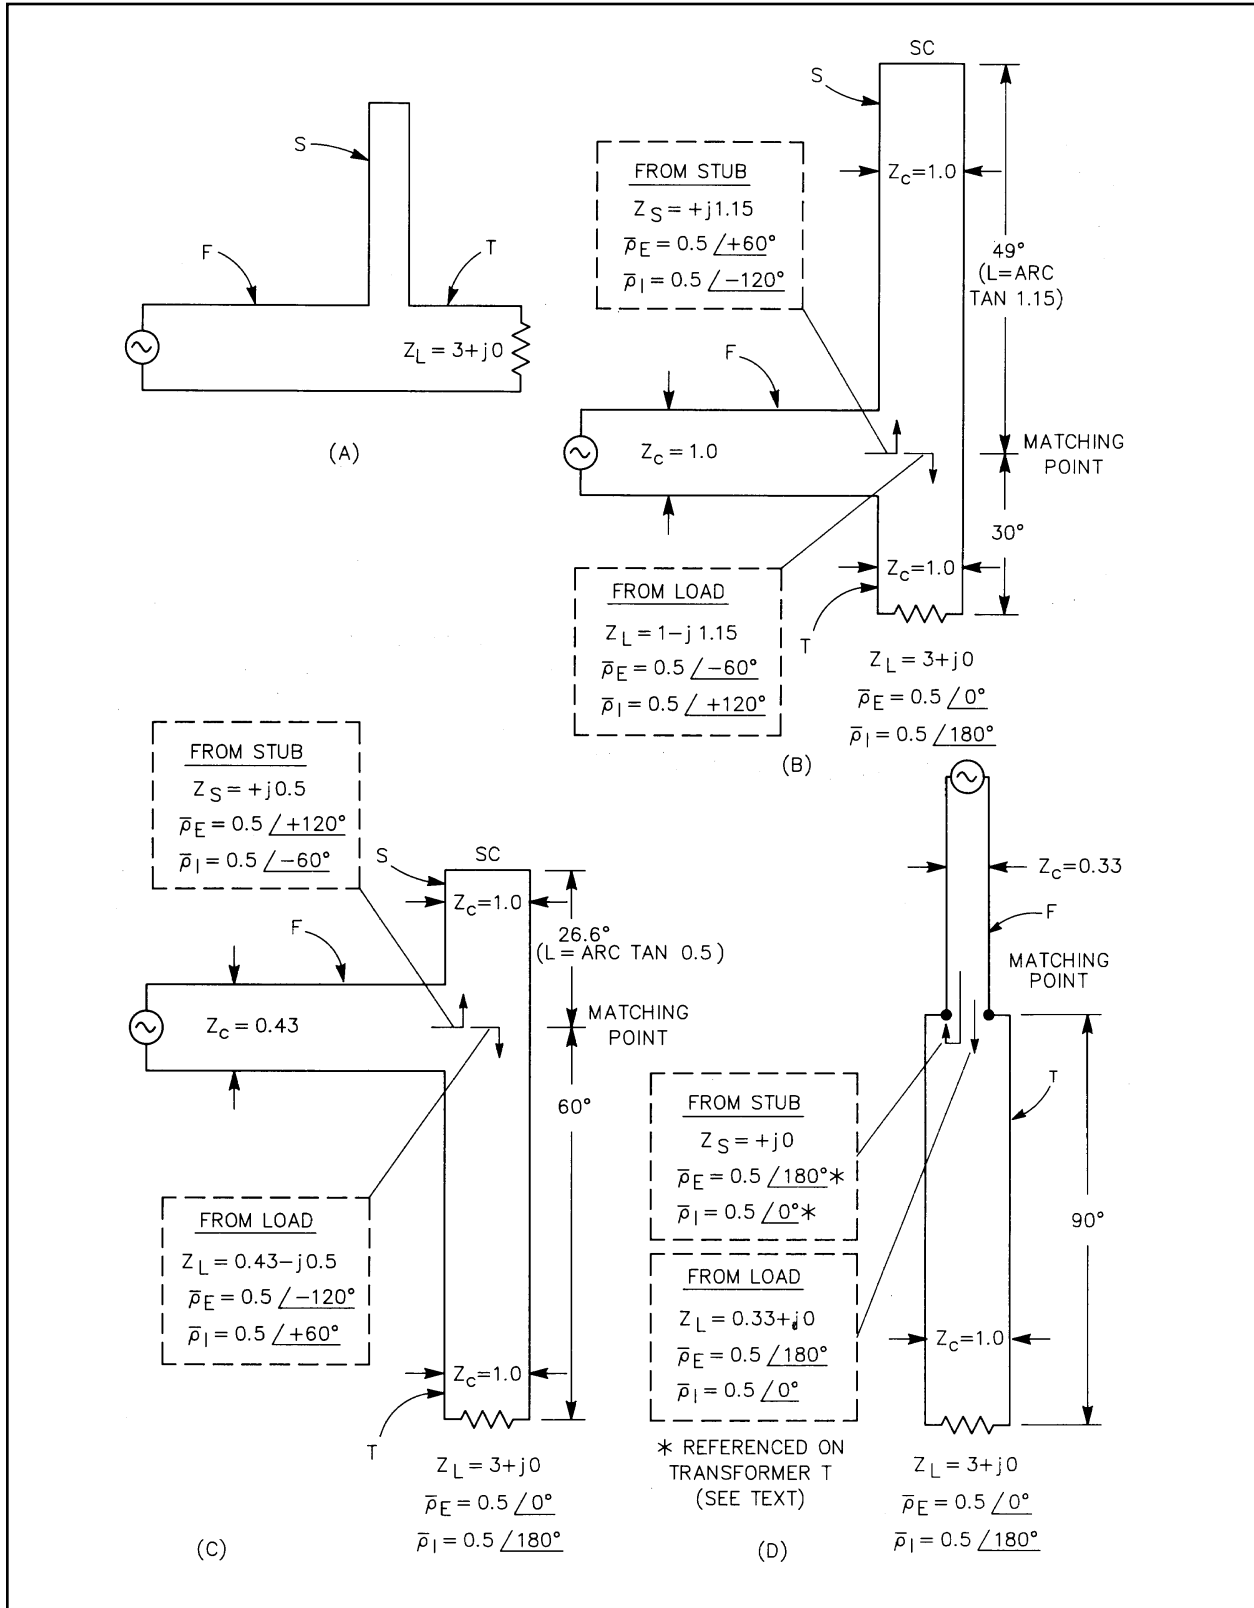 S
F
T
Z_L = 3+j0
(A)
SC
S
FROM STUB
Z_S = +j1.15
ρ̅_E = 0.5 /+60°
ρ̅_I = 0.5 /−120°
Z_C=1.0
49°
(L=ARC
TAN 1.15)
F
Z_C=1.0
MATCHING
POINT
30°
Z_C=1.0
FROM LOAD
Z_L = 1−j1.15
ρ̅_E = 0.5 /−60°
ρ̅_I = 0.5 /+120°
T
Z_L = 3+j0
ρ̅_E = 0.5 /0°
ρ̅_I = 0.5 /180°
(B)
FROM STUB
Z_S = +j0.5
ρ̅_E = 0.5 /+120°
ρ̅_I = 0.5 /−60°
S
SC
Z_C=1.0
26.6°
(L=ARC TAN 0.5)
F
Z_C = 0.43
MATCHING
POINT
60°
FROM LOAD
Z_L = 0.43−j0.5
ρ̅_E = 0.5 /−120°
ρ̅_I = 0.5 /+60°
Z_C=1.0
T
Z_L = 3+j0
ρ̅_E = 0.5 /0°
ρ̅_I = 0.5 /180°
(C)
Z_C=0.33
F
MATCHING
POINT
T
FROM STUB
Z_S = +j0
ρ̅_E = 0.5 /180°*
ρ̅_I = 0.5 /0°*
90°
FROM LOAD
Z_L = 0.33+j0
ρ̅_E = 0.5 /180°
ρ̅_I = 0.5 /0°
Z_C=1.0
* REFERENCED ON
TRANSFORMER T
(SEE TEXT)
Z_L = 3+j0
ρ̅_E = 0.5 /0°
ρ̅_I = 0.5 /180°
(D)